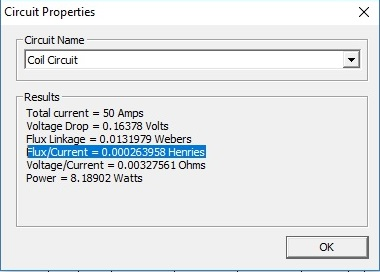 Circuit Properties
Circuit Name
Coil Circuit
Results
Total current = 50 Amps
Voltage Drop = 0.16378 Volts
Flux Linkage = 0.0131979 Webers
Flux/Current = 0.000263958 Henries
Voltage/Current = 0.00327561 Ohms
Power = 8.18902 Watts
OK